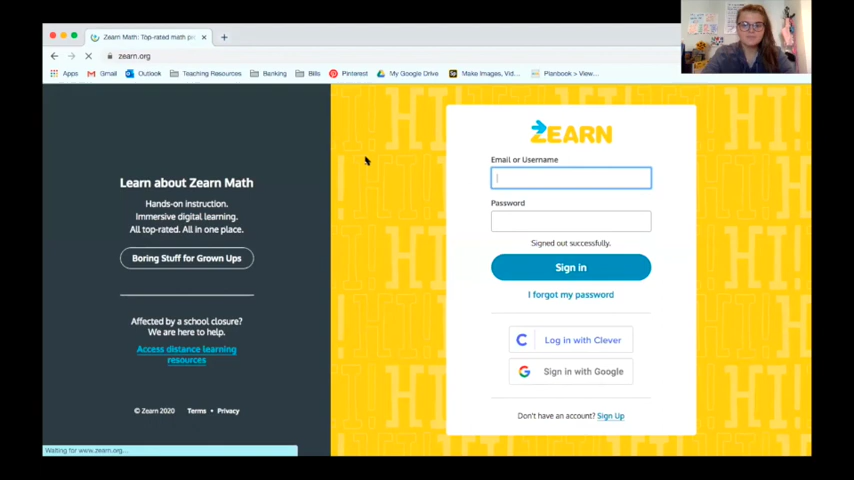 Zearn Math: Top-rated math pr
zearn.org
Apps Gmail Outlook Teaching Resources Banking Bills Pinterest My Google Drive Make Images, Vid... Planbook > View...
Learn about Zearn Math
Hands-on instruction.
Immersive digital learning.
All top-rated. All in one place.
Boring Stuff for Grown Ups
Affected by a school closure?
We are here to help.
Access distance learning
resources
© Zearn 2020 Terms • Privacy
Waiting for www.zearn.org...
ZEARN
Email or Username
Password
Signed out successfully.
Sign in
I forgot my password
Log in with Clever
Sign in with Google
Don't have an account? Sign Up
HI!